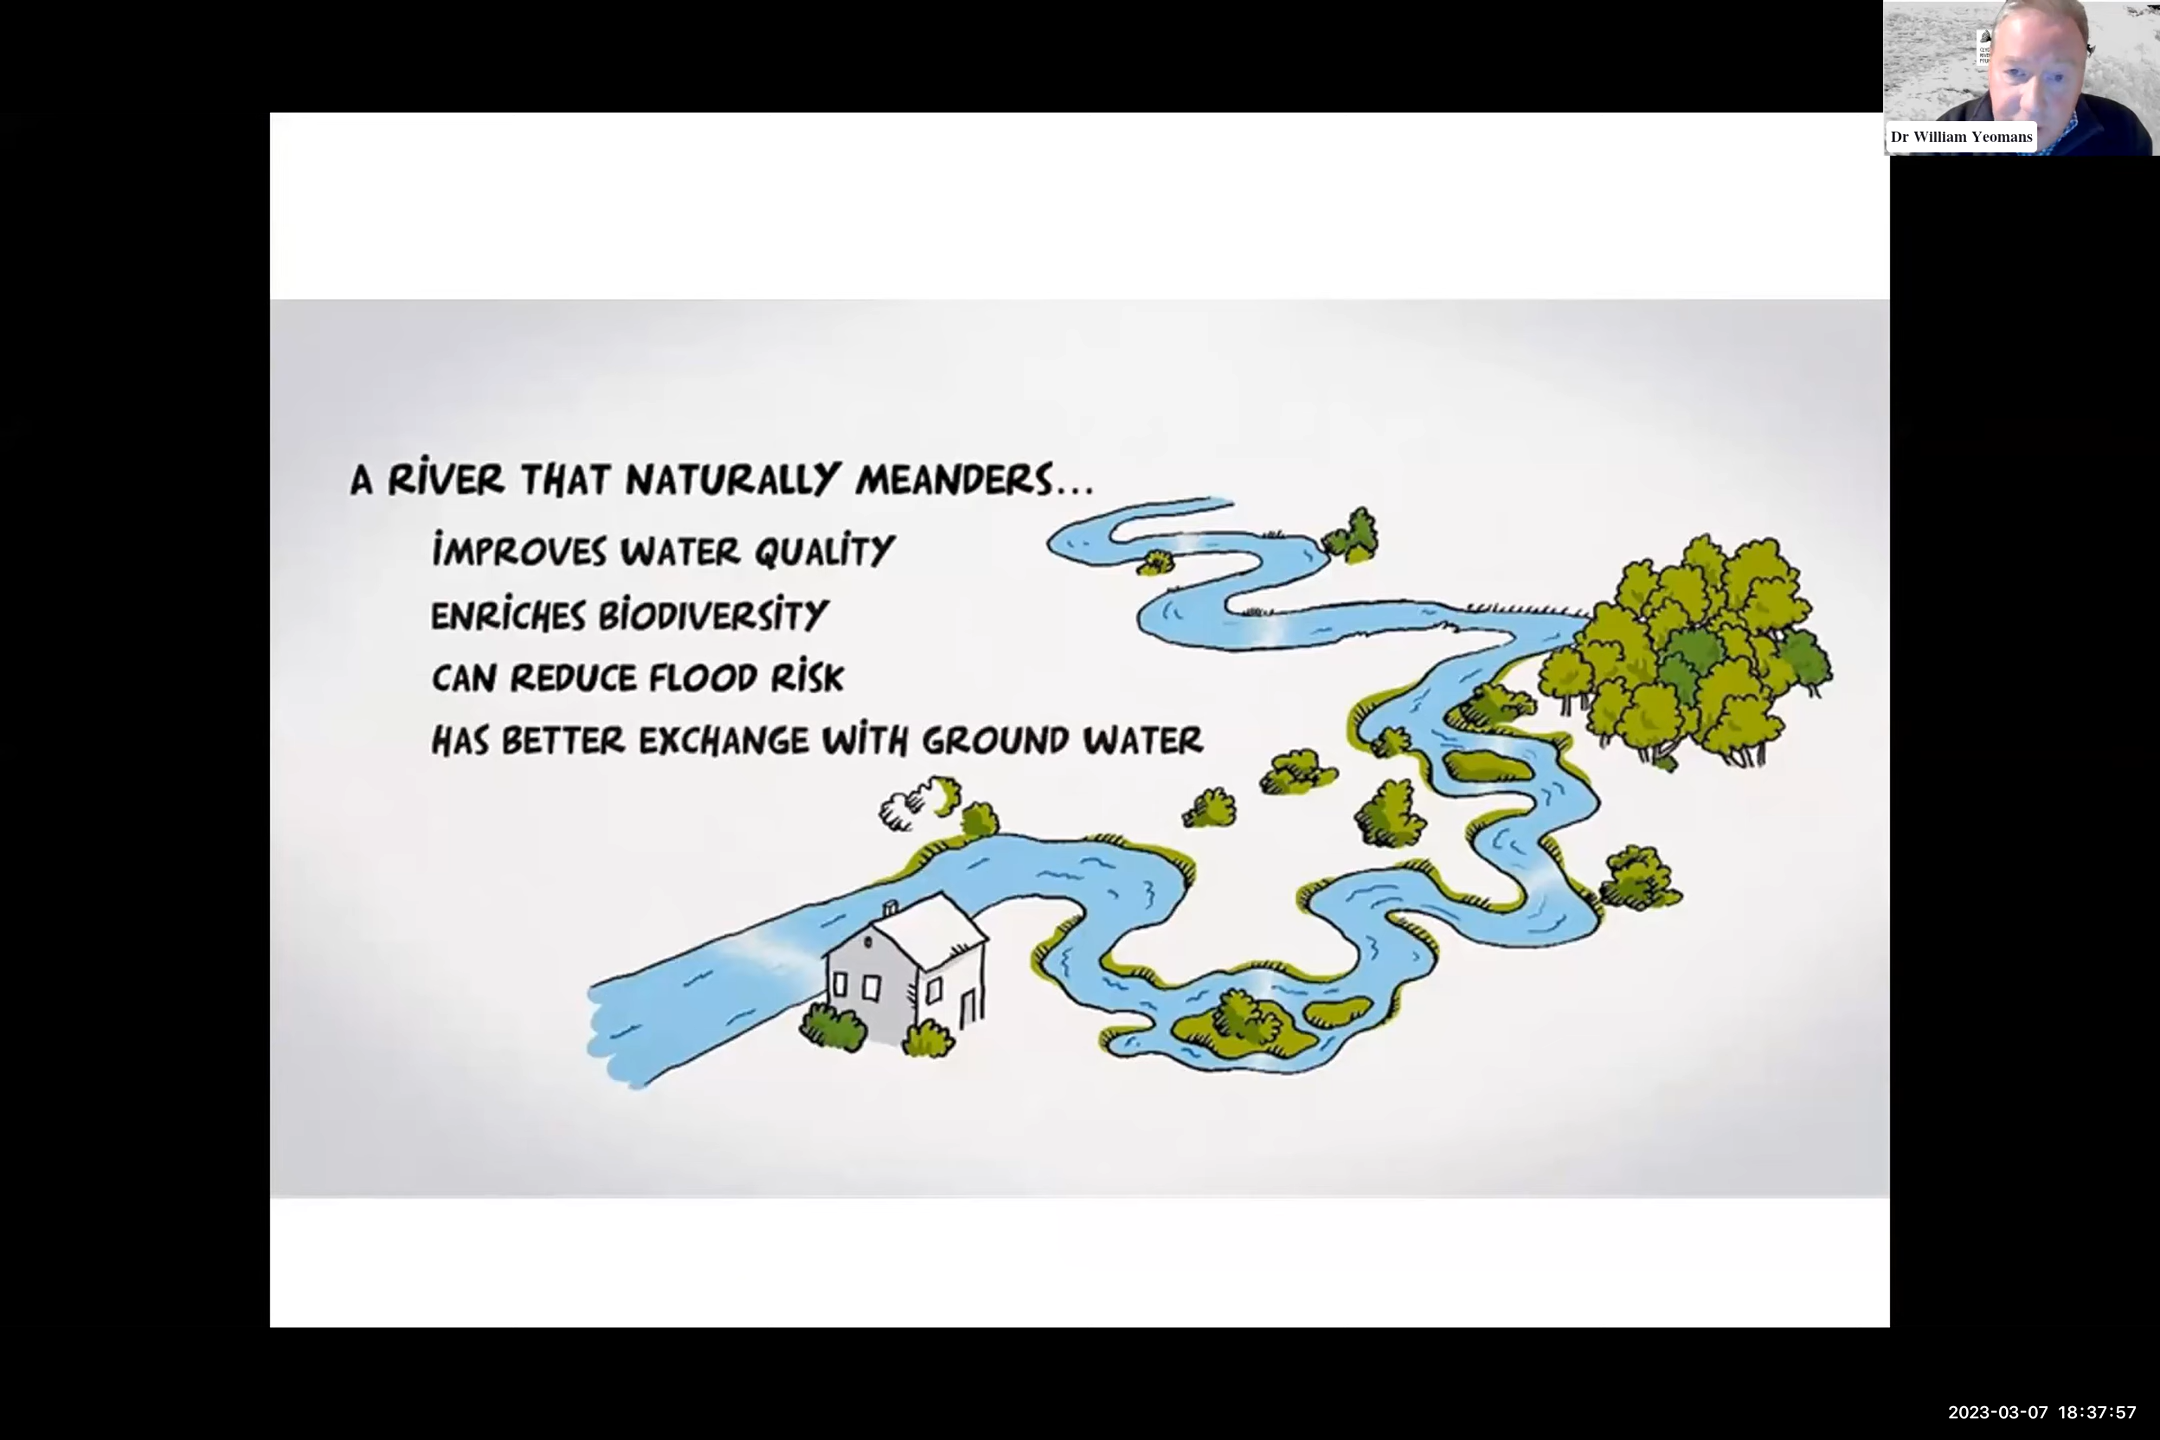 Dr William Yeomans
A RIVER THAT NATURALLY MEANDERS...
IMPROVES WATER QUALITY
ENRICHES BIODIVERSITY
CAN REDUCE FLOOD RISK
HAS BETTER EXCHANGE WITH GROUND WATER
2023-03-07 18:37:57